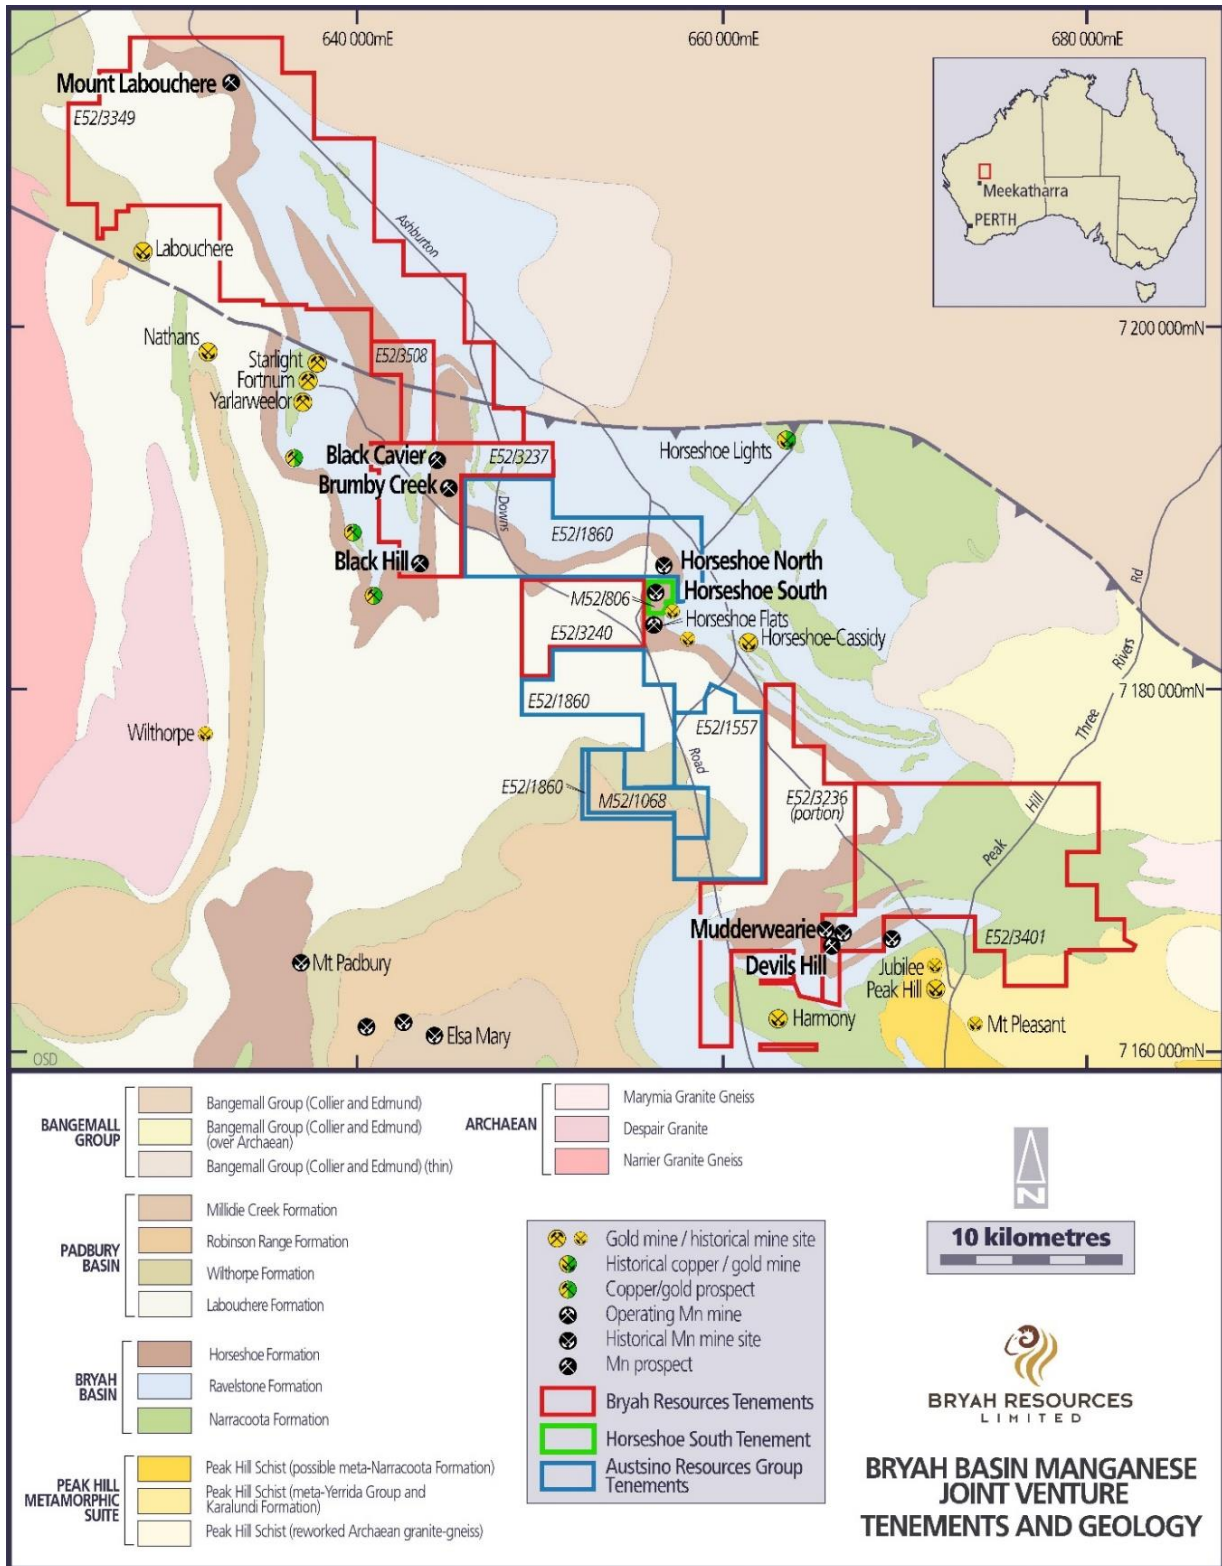 640 000mE
660 000mE
680 000mE
Mount Labouchere
E52/3349
Meekatharra
PERTH
Ashburton
Labouchere
7 200 000mN
Nathans
Starlight
Fortnum
Yarlarweelor
E52/3508
Black Cavier
E52/3237
Horseshoe Lights
Brumby Creek
Downs
E52/1860
Black Hill
Horseshoe North
Horseshoe South
M52/806
Horseshoe Flats
E52/3240
Horseshoe-Cassidy
Rd
Rivers
Three
7 180 000mN
E52/1860
E52/1557
Wilthorpe
Road
E52/1860
M52/1068
E52/3236
(portion)
Hill
Peak
Mudderwearie
E52/3401
Mt Padbury
Devils Hill
Jubilee
Peak Hill
Harmony
Mt Pleasant
Elsa Mary
OSD
7 160 000mN
BANGEMALL
GROUP
Bangemall Group (Collier and Edmund)
Bangemall Group (Collier and Edmund)
(over Archaean)
Bangemall Group (Collier and Edmund) (thin)
PADBURY
BASIN
Millidie Creek Formation
Robinson Range Formation
Wilthorpe Formation
Labouchere Formation
BRYAH
BASIN
Horseshoe Formation
Ravelstone Formation
Narracoota Formation
PEAK HILL
METAMORPHIC
SUITE
Peak Hill Schist (possible meta-Narracoota Formation)
Peak Hill Schist (meta-Yerrida Group and
Karalundi Formation)
Peak Hill Schist (reworked Archaean granite-gneiss)
ARCHAEAN
Marymia Granite Gneiss
Despair Granite
Narrier Granite Gneiss
Gold mine / historical mine site
Historical copper / gold mine
Copper/gold prospect
Operating Mn mine
Historical Mn mine site
Mn prospect
Bryah Resources Tenements
Horseshoe South Tenement
Austsino Resources Group
Tenements
N
10 kilometres
BRYAH RESOURCES
LIMITED
BRYAH BASIN MANGANESE
JOINT VENTURE
TENEMENTS AND GEOLOGY